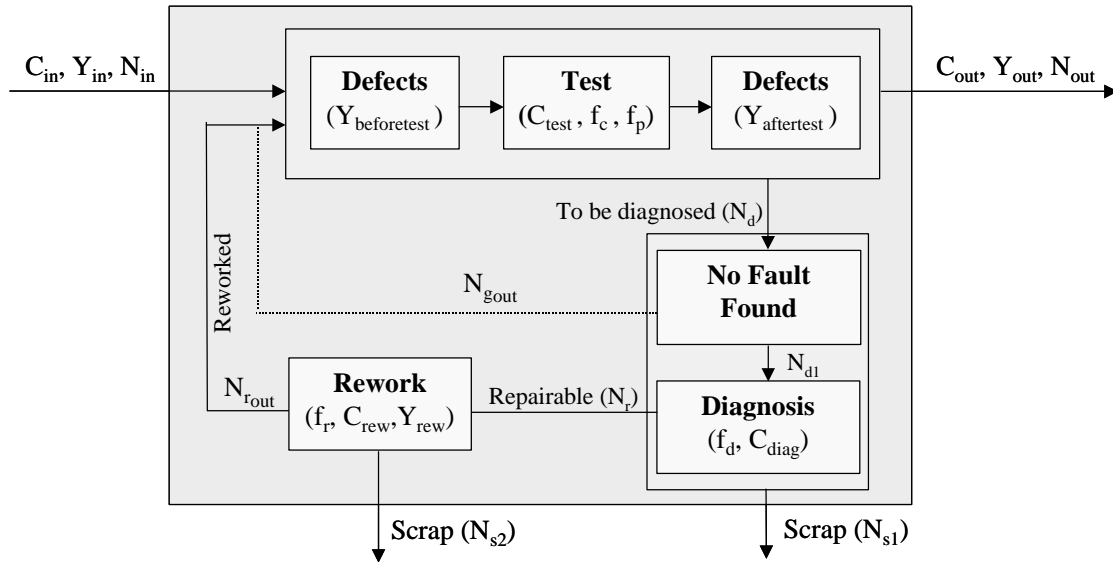 C_in, Y_in, N_in
Defects
(Y_beforetest)
Test
(C_test, f_c, f_p)
Defects
(Y_aftertest)
C_out, Y_out, N_out
To be diagnosed (N_d)
No Fault
Found
N_gout
Reworked
N_d1
N_rout
Rework
(f_r, C_rew, Y_rew)
Repairable (N_r)
Diagnosis
(f_d, C_diag)
Scrap (N_s2)
Scrap (N_s1)